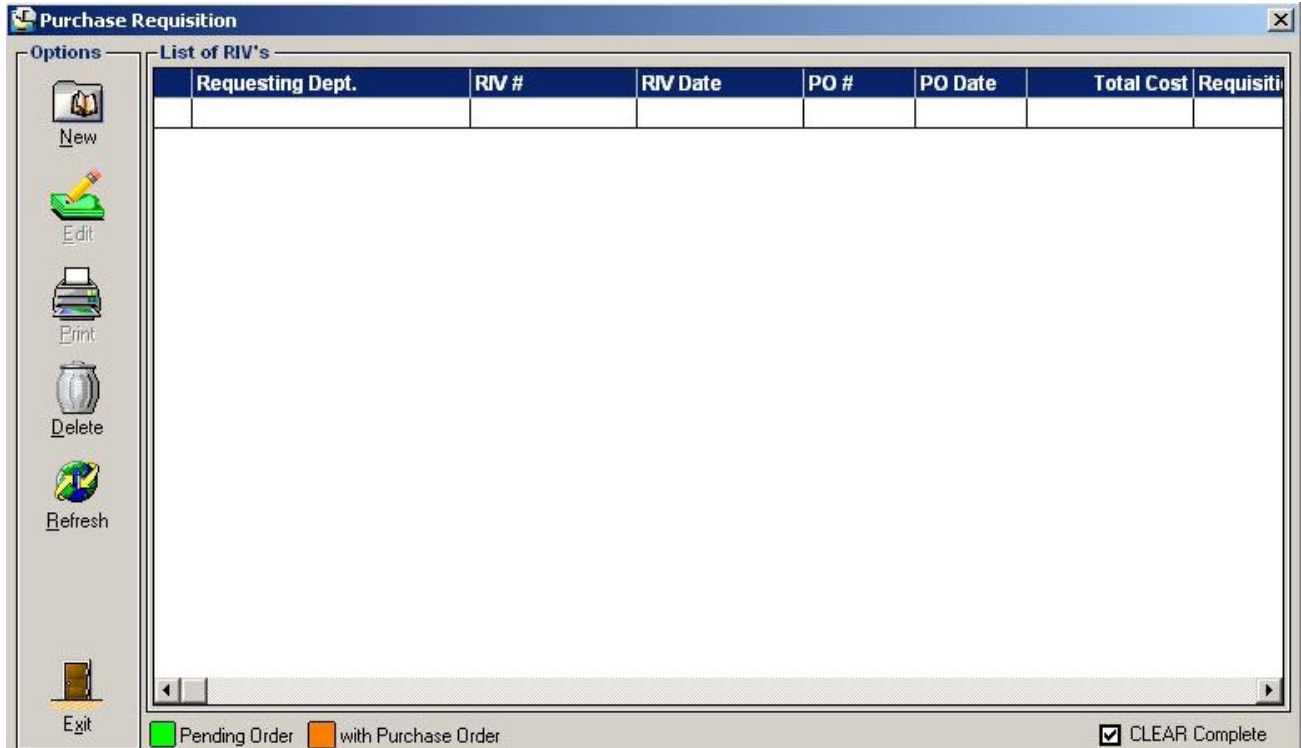 Purchase Requisition
Options
List of RIV's
Requesting Dept. RIV # RIV Date PO # PO Date Total Cost Requisiti
New
Edit
Print
Delete
Refresh
Exit
Pending Order with Purchase Order CLEAR Complete